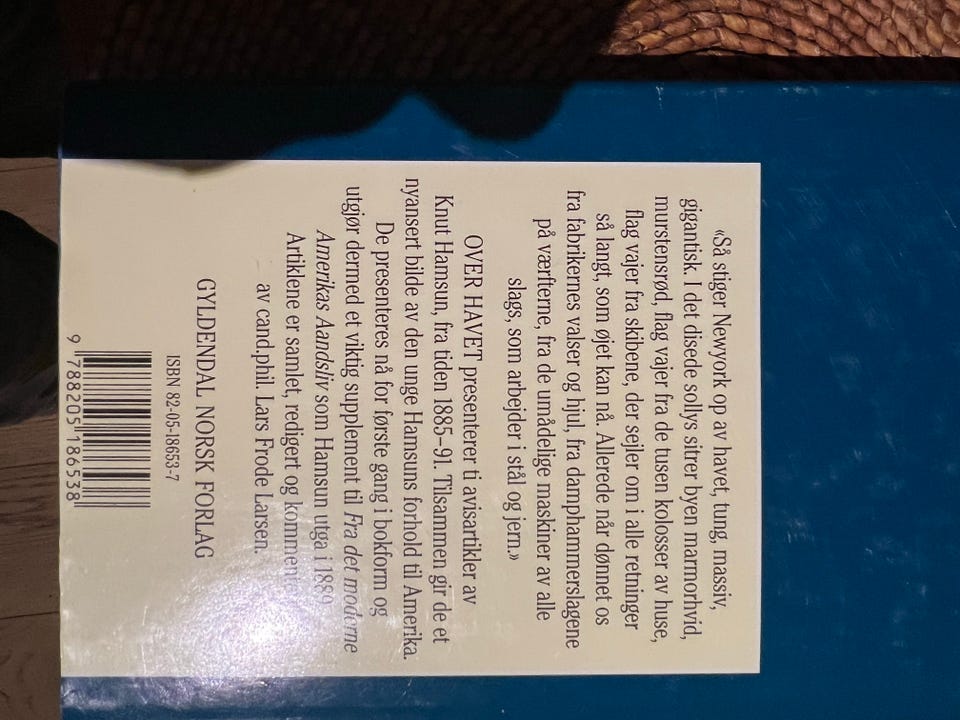 «Så stiger Newyork op av havet, tung, massiv,
gigantisk. I det disede sollys sitrer byen marmorhvid,
murstensrød, flag vajer fra de tusen kolosser av huse,
flag vajer fra skibene, der sejler om i alle retninger
så langt, som øjet kan nå. Allerede når dønnet os
fra fabrikernes valser og hjul, fra damphammerslagene
på værfterne, fra de umådelige maskiner av alle
slags, som arbejder i stål og jern.»
OVER HAVET presenterer ti avisartikler av
Knut Hamsun, fra tiden 1885–91. Tilsammen gir de et
nyansert bilde av den unge Hamsuns forhold til Amerika.
De presenteres nå for første gang i bokform og
utgjør dermed et viktig supplement til Fra det moderne
Amerikas Aandsliv som Hamsun utga i 1889.
Artiklene er samlet, redigert og komment
av cand.phil. Lars Frode Larsen.
GYLDENDAL NORSK FORLAG
ISBN 82-05-18653-7
9 788205 186538